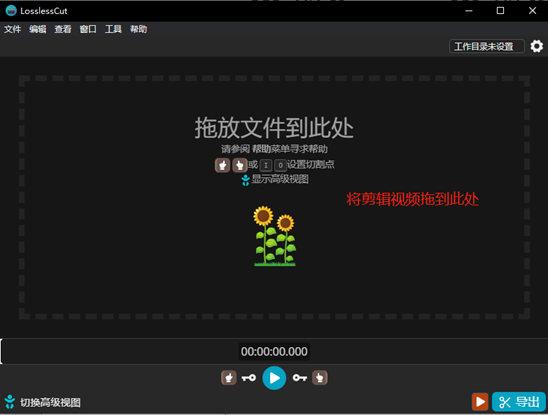 LosslessCut
文件 编辑 查看 窗口 工具 帮助
工作目录未设置
拖放文件到此处
请参阅 帮助菜单寻求帮助
或 I O 设置切割点
显示高级视图
将剪辑视频拖到此处
00:00:00.000
切换高级视图
导出